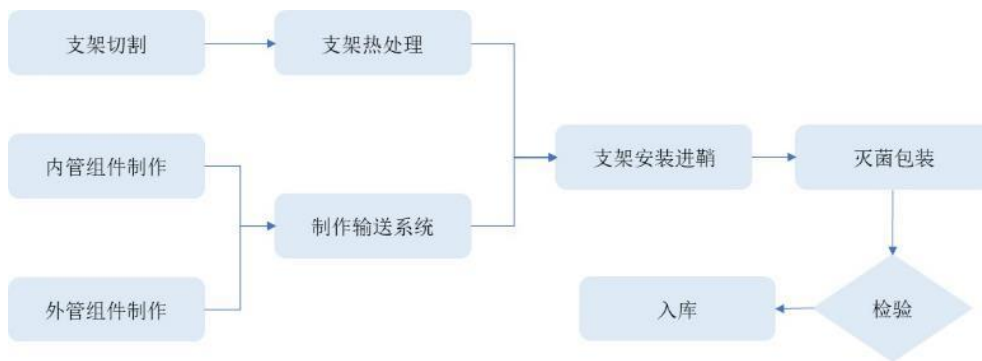 支架切割
支架热处理
内管组件制作
支架安装进鞘
灭菌包装
制作输送系统
外管组件制作
入库
检验